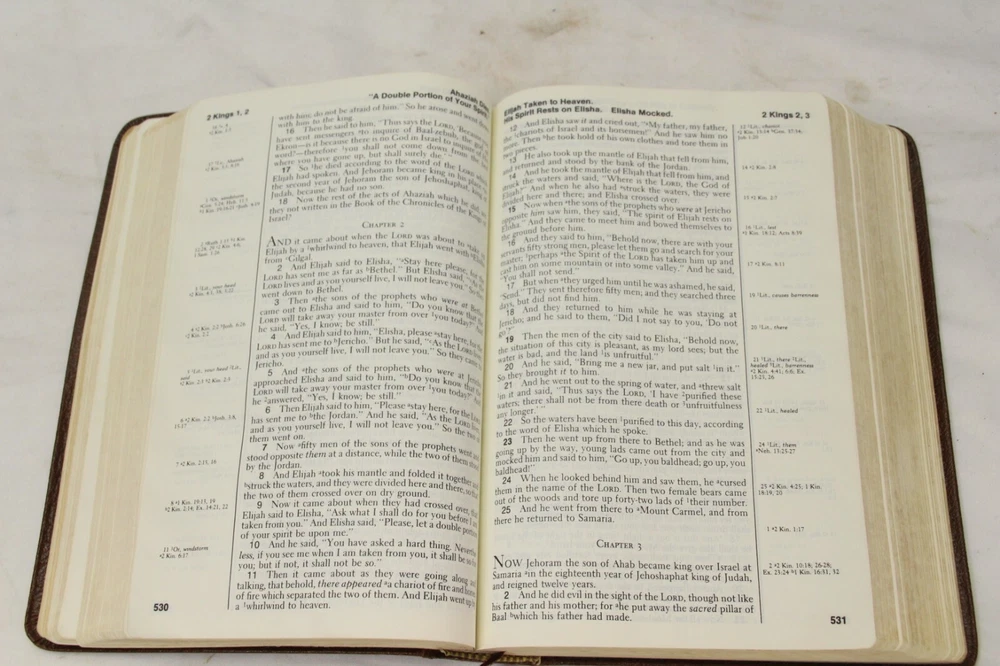 2 Kings 1, 2
"A Double Portion of Your
with him; do not be afraid of him." So he arose and went
with him to the king.
16 Then he said to him, "Thus says the LORD,
have sent messengers to inquire of Baal-zebub, the god
Ekron—is it because there is no God in Israel to inquire
word?—therefore you shall not come down from the
where you have gone up, but shall surely die.'"
17 So he died according to the word of the LORD which
Elijah had spoken. And Jehoram became king in his place
the second year of Jehoram the son of Jehoshaphat, king
Judah, because he had no son.
18 Now the rest of the acts of Ahaziah which he did,
they not written in the Book of the Chronicles of the Kings
Israel?
CHAPTER 2
AND it came about when the LORD was about to
Elijah by a whirlwind to heaven, that Elijah went with
from Gilgal.
2 And Elijah said to Elisha, "Stay here please, for
LORD has sent me as far as Bethel." But Elisha said,
LORD lives and as you yourself live, I will not leave you." So
went down to Bethel.
3 Then the sons of the prophets who were at
came out to Elisha and said to him, "Do you know that
LORD will take away your master from over you today?"
he said, "Yes, I know; be still."
4 And Elijah said to him, "Elisha, please stay here, for
LORD has sent me to Jericho." But he said, "As the LORD
and as you yourself live, I will not leave you." So they came
Jericho.
5 And the sons of the prophets who were at Jericho
approached Elisha and said to him, "Do you know that
LORD will take away your master from over you today?"
he answered, "Yes, I know; be still."
6 Then Elijah said to him, "Please stay here, for the LORD
has sent me to the Jordan." And he said, "As the LORD
and as you yourself live, I will not leave you." So the two
them went on.
7 Now fifty men of the sons of the prophets went and
stood opposite them at a distance, while the two of them stood
by the Jordan.
8 And Elijah took his mantle and folded it together and
struck the waters, and they were divided here and there, so that
the two of them crossed over on dry ground.
9 Now it came about when they had crossed over, that
Elijah said to Elisha, "Ask what I shall do for you before I am
taken from you." And Elisha said, "Please, let a double portion
of your spirit be upon me."
10 And he said, "You have asked a hard thing.
less, if you see me when I am taken from you, it shall be so
you; but if not, it shall not be so."
11 Then it came about as they were going along and
talking, that behold, there appeared a chariot of fire and horses
of fire which separated the two of them. And Elijah went up
a whirlwind to heaven.
530
Elijah Taken to Heaven.
His Spirit Rests on Elisha. Elisha Mocked.
2 Kings 2, 3
12 And Elisha saw it and cried out, "My father, my father,
the chariots of Israel and its horsemen!" And he saw him no
more. Then he took hold of his own clothes and tore them in
two pieces.
13 He also took up the mantle of Elijah that fell from him,
and returned and stood by the bank of the Jordan.
14 And he took the mantle of Elijah that fell from him, and
struck the waters and said, "Where is the LORD, the God of
Elijah?" And when he also had struck the waters, they were
divided here and there; and Elisha crossed over.
15 Now when the sons of the prophets who were at Jericho
opposite him saw him, they said, "The spirit of Elijah rests on
Elisha." And they came to meet him and bowed themselves to
the ground before him.
16 And they said to him, "Behold now, there are with your
servants fifty strong men, please let them go and search for your
master; perhaps the Spirit of the LORD has taken him up and
cast him on some mountain or into some valley." And he said,
"You shall not send."
17 But when they urged him until he was ashamed, he said,
"Send." They sent therefore fifty men; and they searched three
days, but did not find him.
18 And they returned to him while he was staying at
Jericho; and he said to them, "Did I not say to you, 'Do not
go'?"
19 Then the men of the city said to Elisha, "Behold now,
the situation of this city is pleasant, as my lord sees; but the
water is bad, and the land is unfruitful."
20 And he said, "Bring me a new jar, and put salt in it."
So they brought it to him.
21 And he went out to the spring of water, and threw salt
in it and said, "Thus says the LORD, 'I have purified these
waters; there shall not be from there death or unfruitfulness
any longer.'"
22 So the waters have been purified to this day, according
to the word of Elisha which he spoke.
23 Then he went up from there to Bethel; and as he was
going up by the way, young lads came out from the city and
mocked him and said to him, "Go up, you baldhead; go up, you
baldhead!"
24 When he looked behind him and saw them, he cursed
them in the name of the LORD. Then two female bears came
out of the woods and tore up forty-two lads of their number.
25 And he went from there to Mount Carmel, and from
there he returned to Samaria.
CHAPTER 3
NOW Jehoram the son of Ahab became king over Israel at
Samaria in the eighteenth year of Jehoshaphat king of Judah,
and reigned twelve years.
2 And he did evil in the sight of the LORD, though not like
his father and his mother; for he put away the sacred pillar of
Baal which his father had made.
531